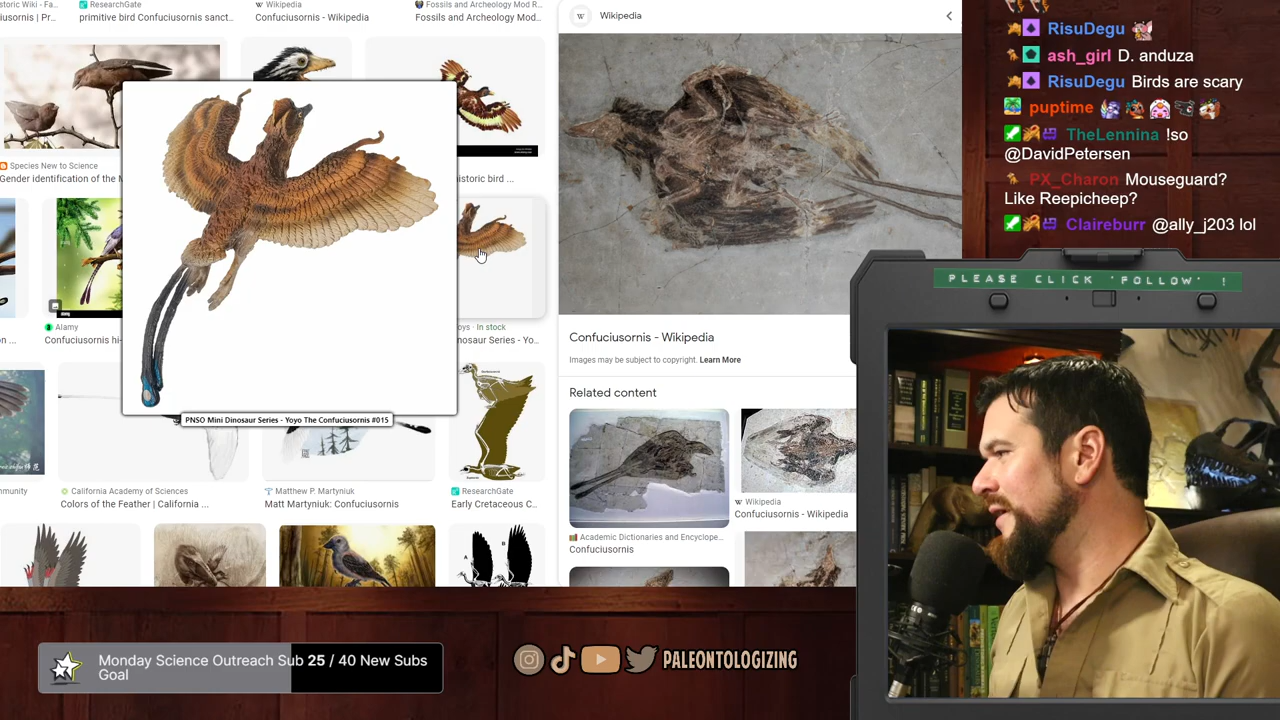 ResearchGate
primitive bird Confuciusornis sanct...
Wikipedia
Confuciusornis - Wikipedia
Fossils and Archeology Mod R...
Fossils and Archeology Mod...
Species New to Science
Gender identification of the M
historic bird ...
Alamy
Confuciusornis hi-
In stock
PNSO Mini Dinosaur Series - Yoyo The Confuciusornis #015
California Academy of Sciences
Colors of the Feather | California ...
Matthew P. Martyniuk
Matt Martyniuk: Confuciusornis
ResearchGate
Early Cretaceous C...
Wikipedia
Confuciusornis - Wikipedia
Images may be subject to copyright. Learn More
Related content
Academic Dictionaries and Encyclope...
Confuciusornis
Wikipedia
Confuciusornis - Wikipedia
RisuDegu
ash_girl D. anduza
RisuDegu Birds are scary
puptime
TheLennina !so
@DavidPetersen
PX_Charon Mouseguard?
Like Reepicheep?
Claireburr @ally_j203 lol
PLEASE CLICK 'FOLLOW' !
Monday Science Outreach Sub 25 / 40 New Subs
Goal
PALEONTOLOGIZING